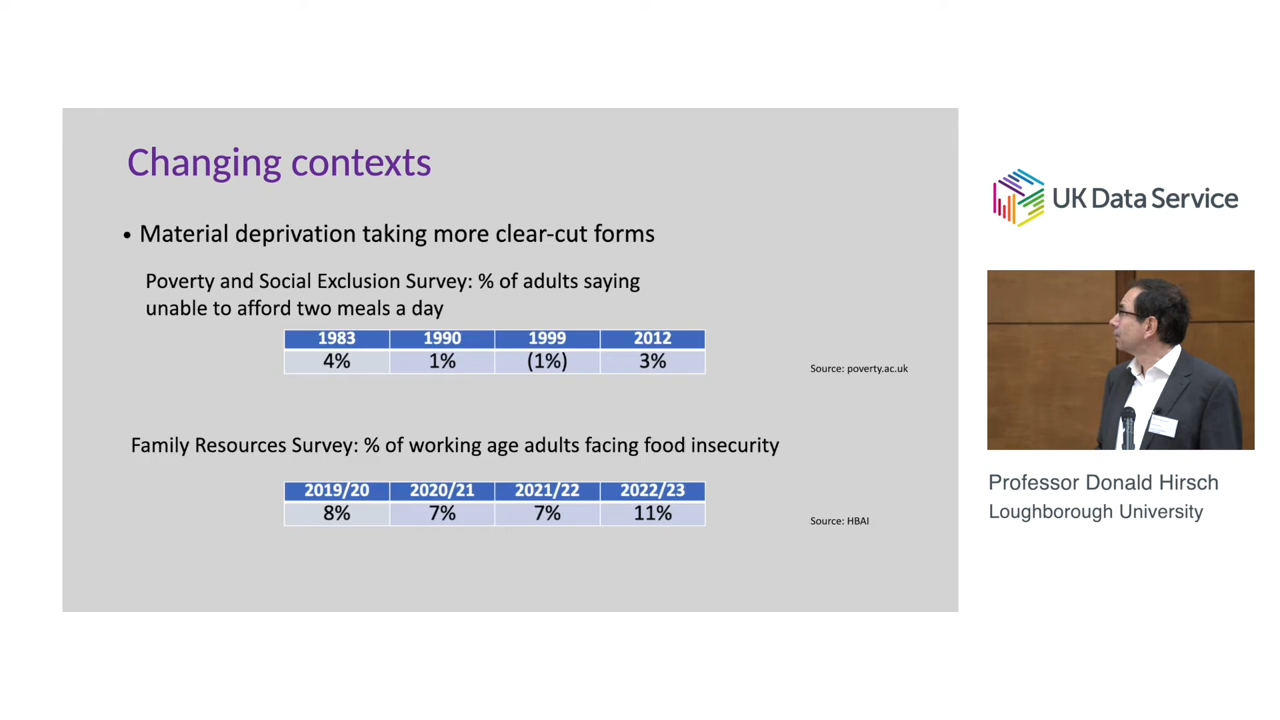 Changing contexts
• Material deprivation taking more clear-cut forms
Poverty and Social Exclusion Survey: % of adults saying
unable to afford two meals a day
1983 1990 1999 2012
4% 1% (1%) 3%
Source: poverty.ac.uk
Family Resources Survey: % of working age adults facing food insecurity
2019/20 2020/21 2021/22 2022/23
8% 7% 7% 11%
Source: HBAI
UK Data Service
Professor Donald Hirsch
Loughborough University